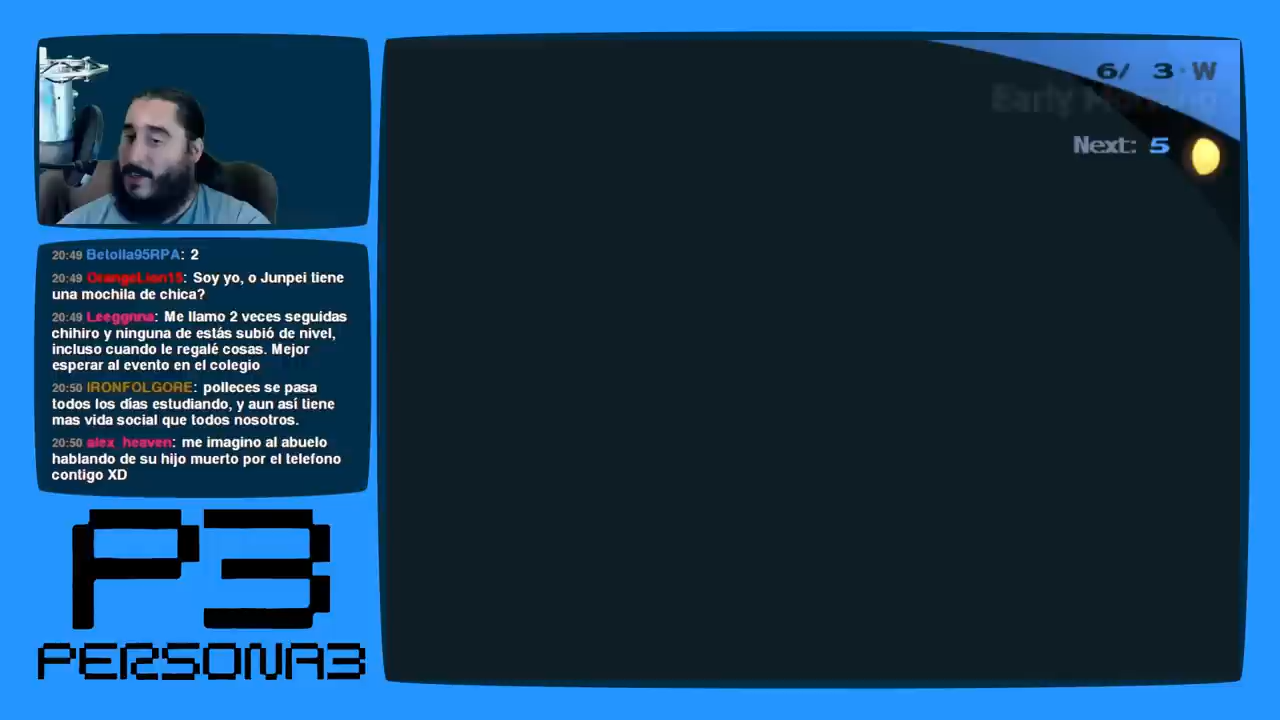 6/ 3·W
Early Morning
Next: 5
20:49 Betolla95RPA: 2
20:49 OrangeLion15: Soy yo, o Junpei tiene
una mochila de chica?
20:49 Leeggnna: Me llamo 2 veces seguidas
chihiro y ninguna de estás subió de nivel,
incluso cuando le regalé cosas. Mejor
esperar al evento en el colegio
20:50 IRONFOLGORE: polleces se pasa
todos los días estudiando, y aun así tiene
mas vida social que todos nosotros.
20:50 alex_heaven: me imagino al abuelo
hablando de su hijo muerto por el telefono
contigo XD
P3
PERSONA3